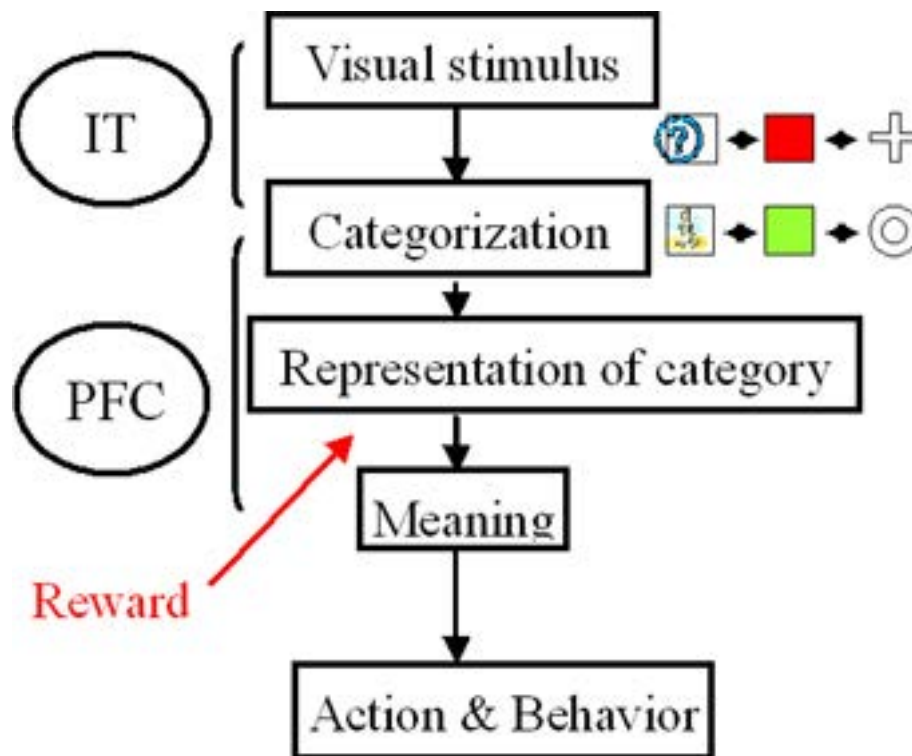 Visual stimulus
IT
?
Categorization
Representation of category
PFC
Meaning
Reward
Action & Behavior